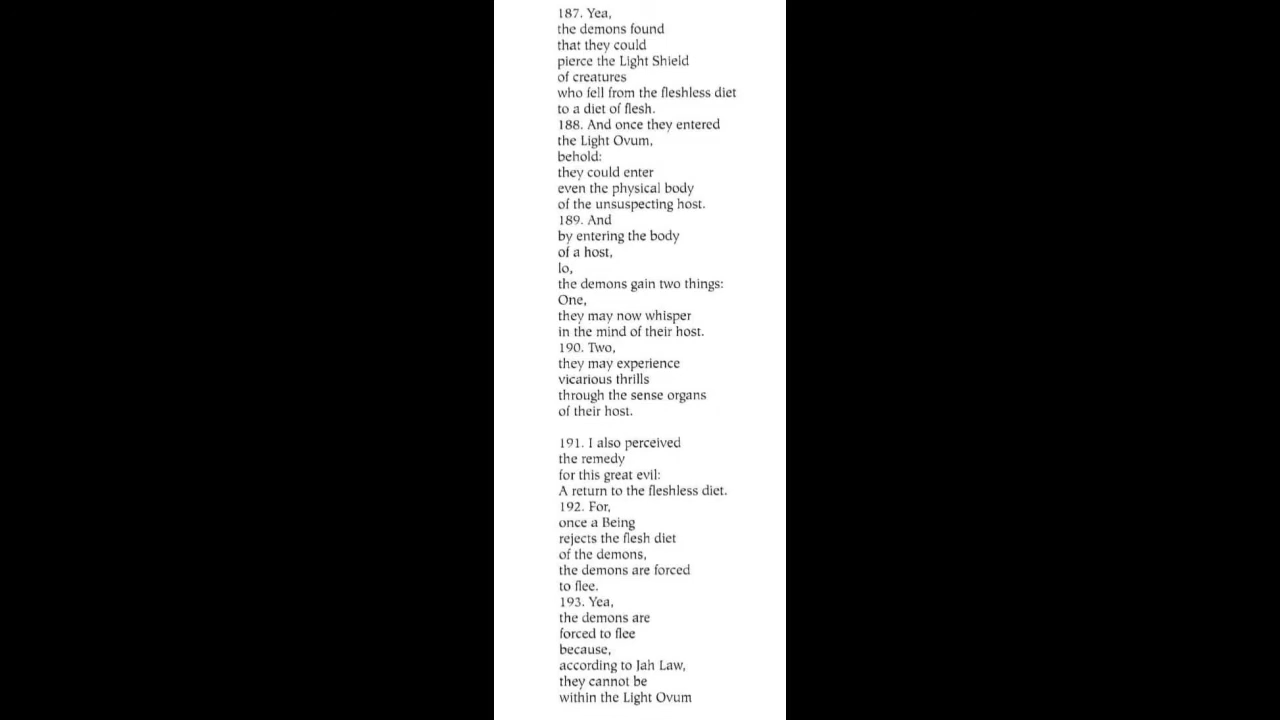 187. Yea,
the demons found
that they could
pierce the Light Shield
of creatures
who fell from the fleshless diet
to a diet of flesh.
188. And once they entered
the Light Ovum,
behold:
they could enter
even the physical body
of the unsuspecting host.
189. And
by entering the body
of a host,
lo,
the demons gain two things:
One,
they may now whisper
in the mind of their host.
190. Two,
they may experience
vicarious thrills
through the sense organs
of their host.
191. I also perceived
the remedy
for this great evil:
A return to the fleshless diet.
192. For,
once a Being
rejects the flesh diet
of the demons,
the demons are forced
to flee.
193. Yea,
the demons are
forced to flee
because,
according to Jah Law,
they cannot be
within the Light Ovum